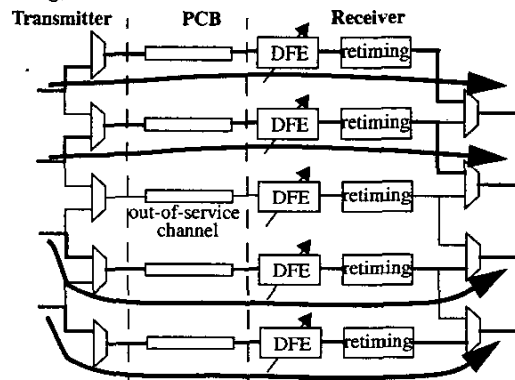 Transmitter PCB Receiver
DFE retiming
DFE retiming
DFE retiming
out-of-service
channel
DFE retiming
DFE retiming